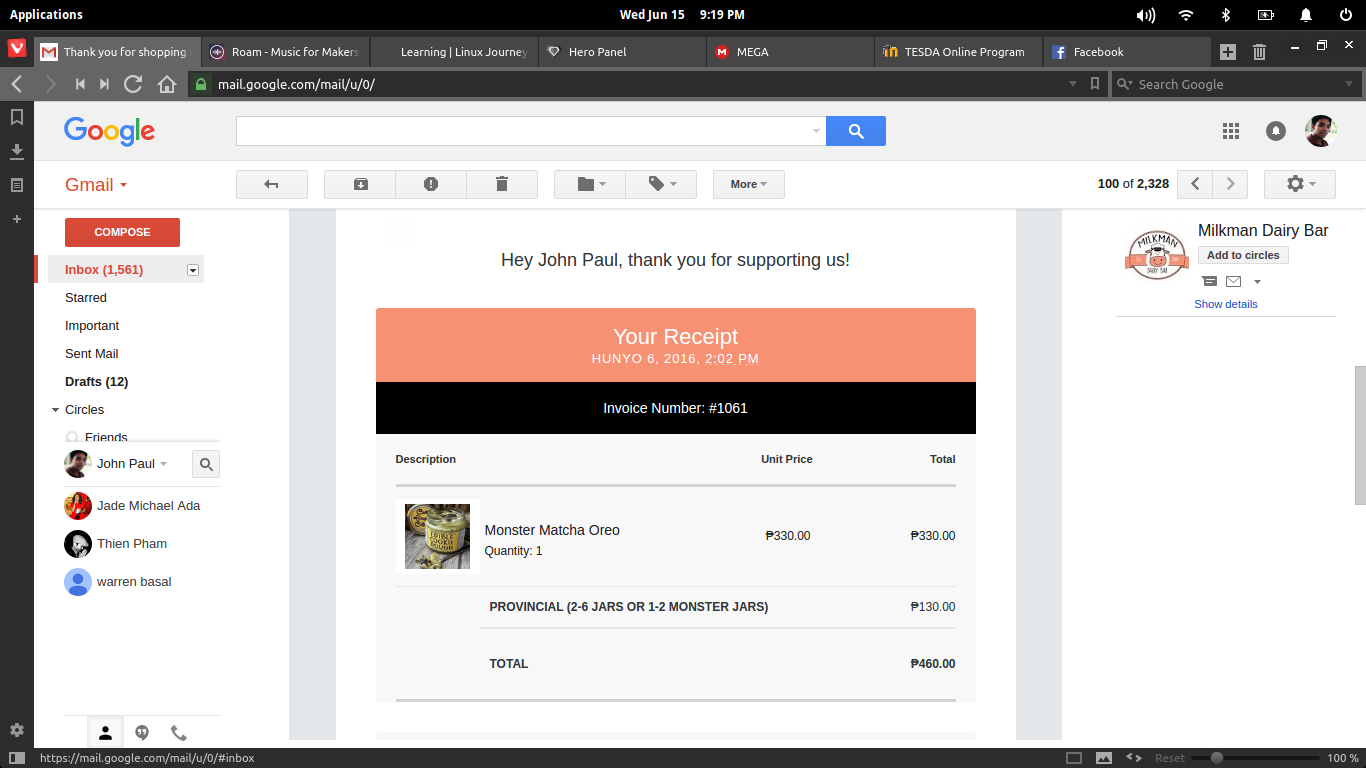 Applications
Wed Jun 15 9:19 PM
Thank you for shopping
Roam - Music for Makers
Learning | Linux Journey
Hero Panel
MEGA
TESDA Online Program
Facebook
mail.google.com/mail/u/0/
Search Google
Google
Gmail
More
100 of 2,328
COMPOSE
Inbox (1,561)
Starred
Important
Sent Mail
Drafts (12)
Circles
Friends
John Paul
Jade Michael Ada
Thien Pham
warren basal
Hey John Paul, thank you for supporting us!
Your Receipt
HUNYO 6, 2016, 2:02 PM
Invoice Number: #1061
Description Unit Price Total
EDIBLE
COOKIE
DOUGH
Monster Matcha Oreo
Quantity: 1
₱330.00 ₱330.00
PROVINCIAL (2-6 JARS OR 1-2 MONSTER JARS) ₱130.00
TOTAL ₱460.00
MILKMAN
DAIRY BAR
Milkman Dairy Bar
Add to circles
Show details
https://mail.google.com/mail/u/0/#inbox
Reset
100 %